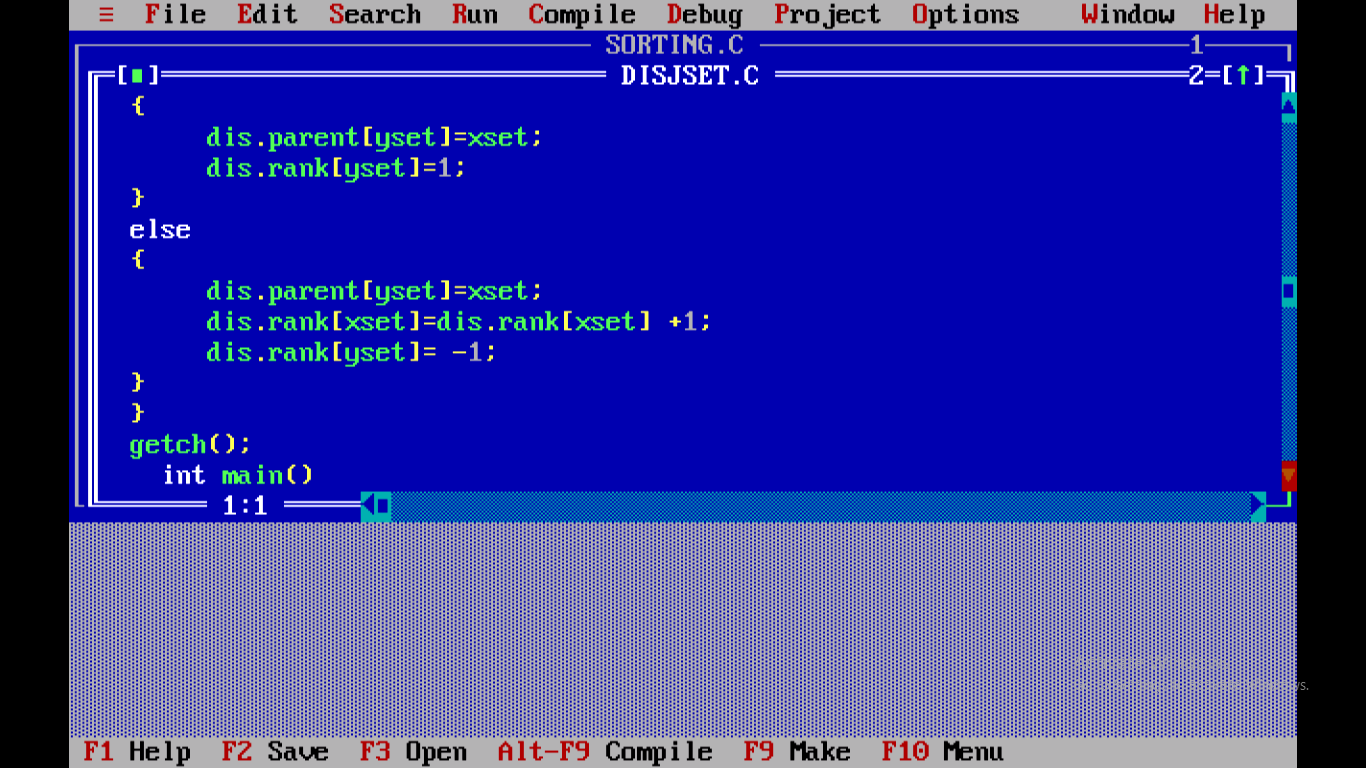 ≡ File Edit Search Run Compile Debug Project Options Window Help
SORTING.C 1
[■] DISJSET.C 2=[↑]
{
dis.parent[yset]=xset;
dis.rank[yset]=1;
}
else
{
dis.parent[yset]=xset;
dis.rank[xset]=dis.rank[xset] +1;
dis.rank[yset]= -1;
}
}
getch();
int main()
1:1
F1 Help F2 Save F3 Open Alt-F9 Compile F9 Make F10 Menu